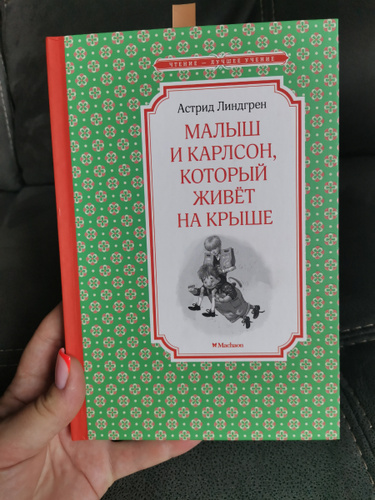 ЧТЕНИЕ — ЛУЧШЕЕ УЧЕНИЕ
Астрид Линдгрен
МАЛЫШ
И КАРЛСОН,
КОТОРЫЙ
ЖИВЁТ
НА КРЫШЕ
Machaon